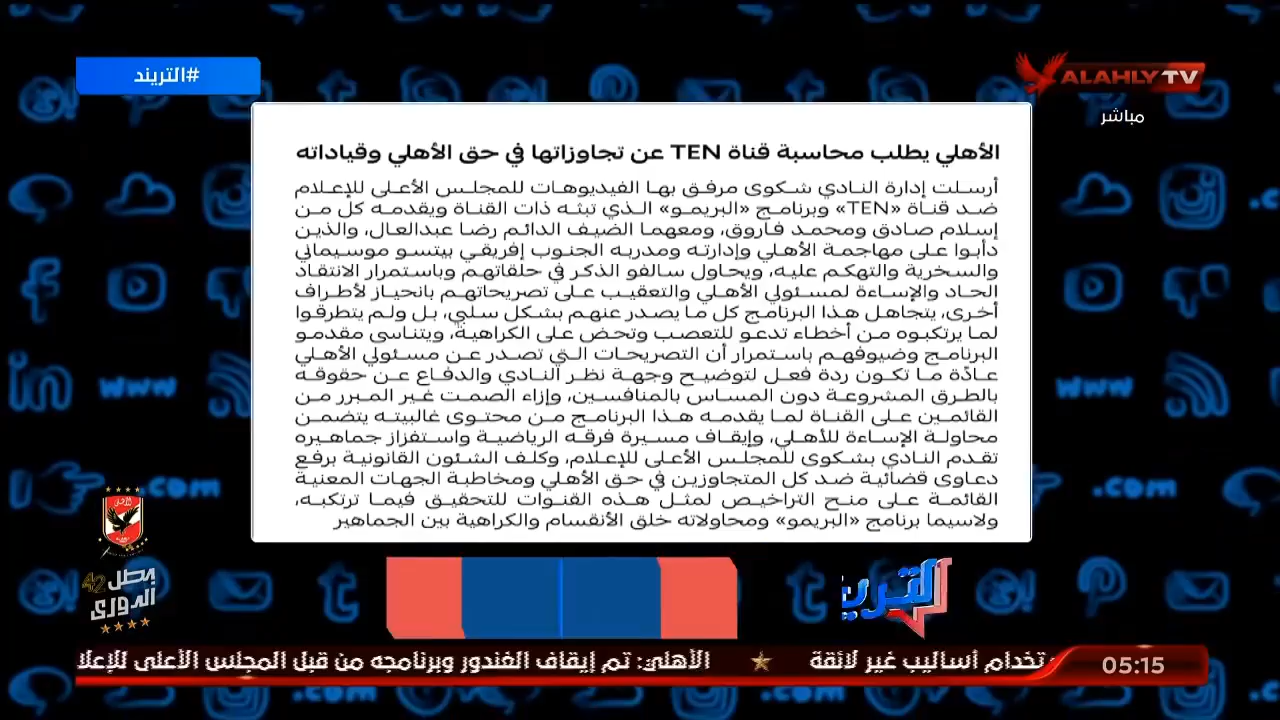 #التريند
ALAHLY TV
مباشر
الأهلي يطلب محاسبة قناة TEN عن تجاوزاتها في حق الأهلي وقياداته
أرسلت إدارة النادي شكوى مرفق بها الفيديوهات للمجلس الأعلى للإعلام
ضد قناة «TEN» وبرنامج «البريمو» الذي تبثه ذات القناة ويقدمه كل من
إسلام صادق ومحمد فاروق، ومعهما الضيف الدائم رضا عبدالعال، والذين
دأبوا على مهاجمة الأهلي وإدارته ومدربه الجنوب إفريقي بيتسو موسيماني
والسخرية والتهكم عليه، ويحاول سالفو الذكر في حلقاتهم وباستمرار الانتقاد
الحاد والإساءة لمسئولي الأهلي والتعقيب على تصريحاتهم بانحياز لأطراف
أخرى، يتجاهل هذا البرنامج كل ما يصدر عنهم بشكل سلبي، بل ولم يتطرقوا
لما يرتكبوه من أخطاء تدعو للتعصب وتحض على الكراهية، ويتناسى مقدمو
البرنامج وضيوفهم باستمرار أن التصريحات التي تصدر عن مسئولي الأهلي
عادًة ما تكون ردة فعل لتوضيح وجهة نظر النادي والدفاع عن حقوقه
بالطرق المشروعة دون المساس بالمنافسين، وإزاء الصمت غير المبرر من
القائمين على القناة لما يقدمه هذا البرنامج من محتوى غالبيته يتضمن
محاولة الإساءة للأهلي، وإيقاف مسيرة فرقه الرياضية واستفزاز جماهيره
تقدم النادي بشكوى للمجلس الأعلى للإعلام، وكلف الشئون القانونية برفع
دعاوى قضائية ضد كل المتجاوزين في حق الأهلي ومخاطبة الجهات المعنية
القائمة على منح التراخيص لمثل هذه القنوات للتحقيق فيما ترتكبه،
ولاسيما برنامج «البريمو» ومحاولاته خلق الأنقسام والكراهية بين الجماهير
www
www
.com
.com
بطل 42
الدوري
التري
تخدام أساليب غير لائقة ★ الأهلي: تم إيقاف الغندور وبرنامجه من قبل المجلس الأعلى للإعلا
05:15